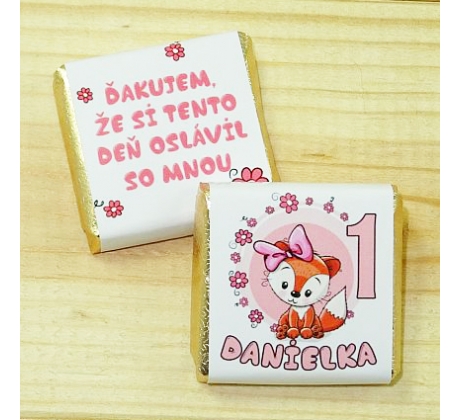 ĎAKUJEM,
ŽE SI TENTO
DEŇ OSLÁVIL
SO MNOU
1
DANIELKA